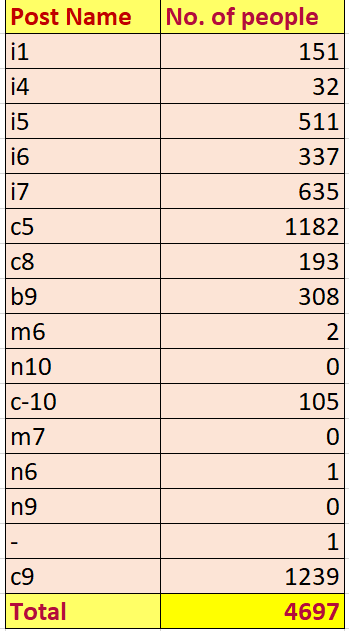 Post Name No. of people
i1 151
i4 32
i5 511
i6 337
i7 635
c5 1182
c8 193
b9 308
m6 2
n10 0
c-10 105
m7 0
n6 1
n9 0
- 1
c9 1239
Total 4697